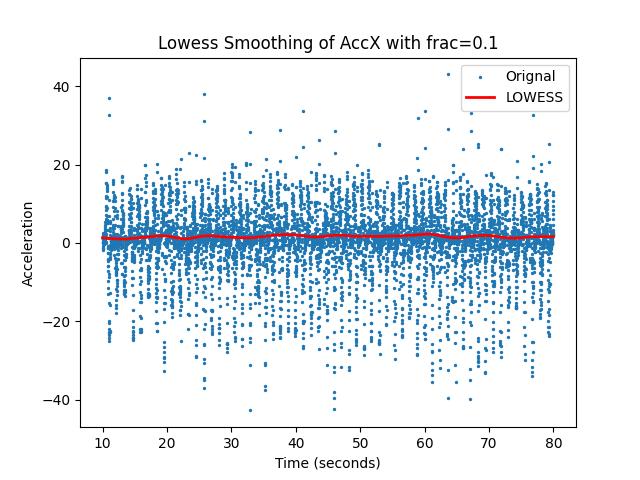 Lowess Smoothing of AccX with frac=0.1
Orignal
LOWESS
Acceleration
40
20
0
−20
−40
10 20 30 40 50 60 70 80
Time (seconds)